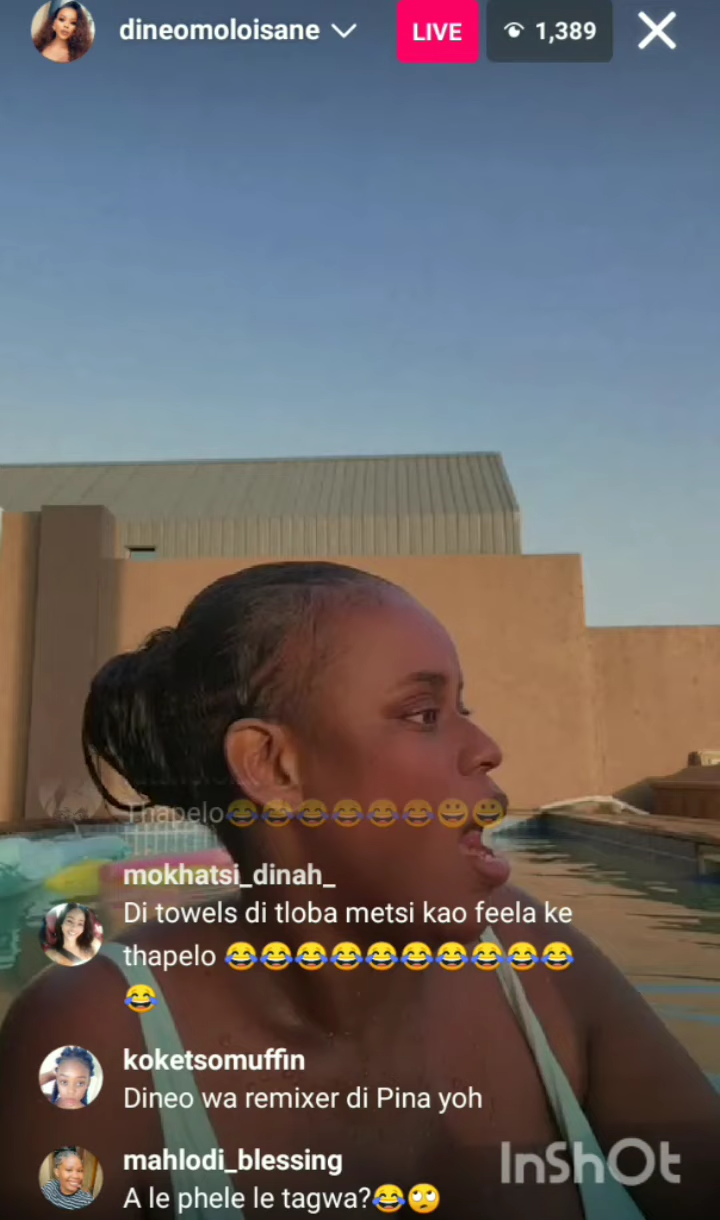 dineomoloisane
LIVE
1,389
Thapelo😂😂😂😂😂😂😀😀
mokhatsi_dinah_
Di towels di tloba metsi kao feela ke
thapelo 😂😂😂😂😂😂😂😂😂😂
😂
koketsomuffin
Dineo wa remixer di Pina yoh
mahlodi_blessing
A le phele le tagwa?😂🙄
InShOt